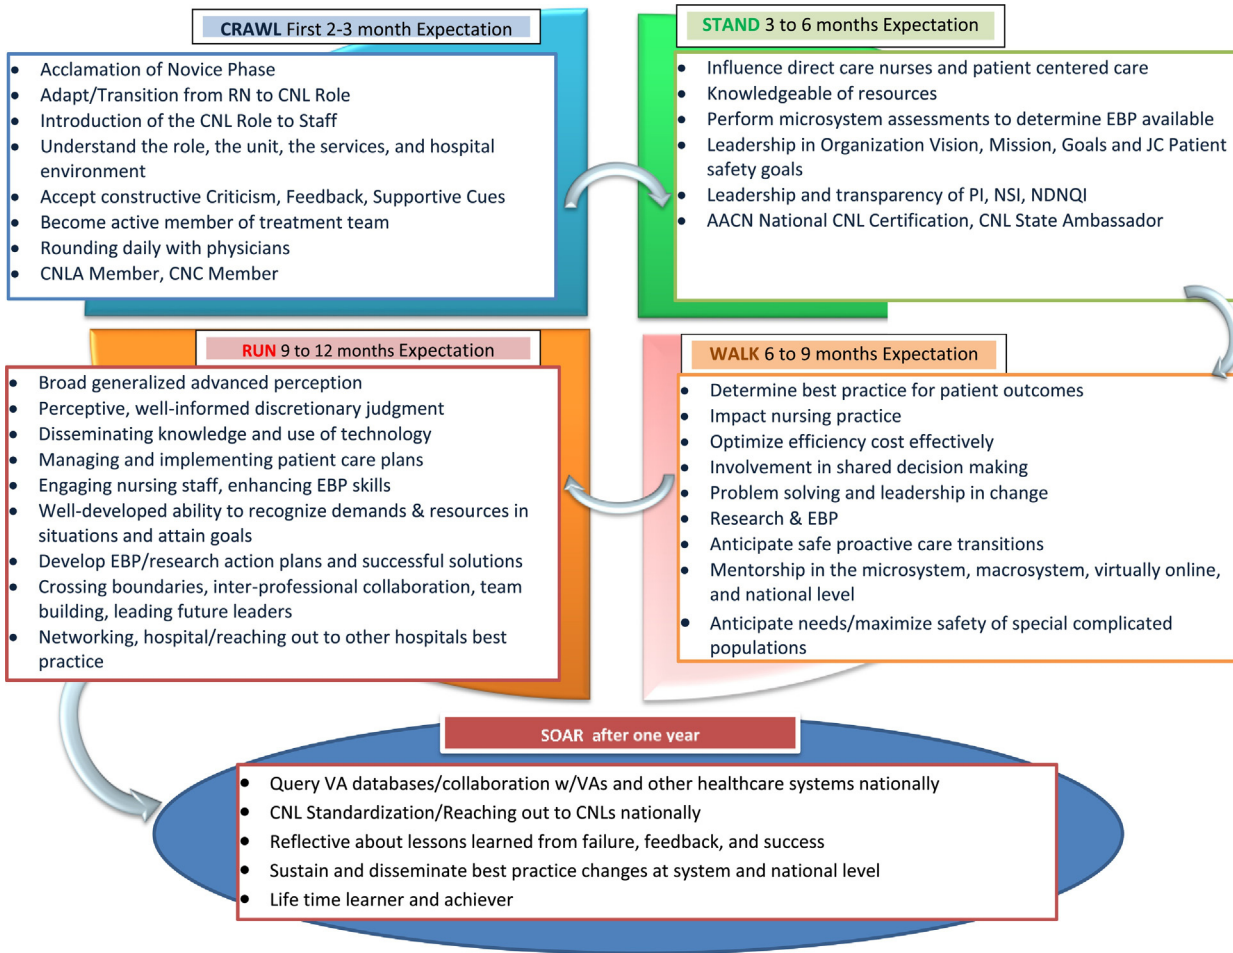 CRAWL First 2-3 month Expectation
• Acclamation of Novice Phase
• Adapt/Transition from RN to CNL Role
• Introduction of the CNL Role to Staff
• Understand the role, the unit, the services, and hospital
environment
• Accept constructive Criticism, Feedback, Supportive Cues
• Become active member of treatment team
• Rounding daily with physicians
• CNLA Member, CNC Member
STAND 3 to 6 months Expectation
• Influence direct care nurses and patient centered care
• Knowledgeable of resources
• Perform microsystem assessments to determine EBP available
• Leadership in Organization Vision, Mission, Goals and JC Patient
safety goals
• Leadership and transparency of PI, NSI, NDNQI
• AACN National CNL Certification, CNL State Ambassador
WALK 6 to 9 months Expectation
• Determine best practice for patient outcomes
• Impact nursing practice
• Optimize efficiency cost effectively
• Involvement in shared decision making
• Problem solving and leadership in change
• Research & EBP
• Anticipate safe proactive care transitions
• Mentorship in the microsystem, macrosystem, virtually online,
and national level
• Anticipate needs/maximize safety of special complicated
populations
RUN 9 to 12 months Expectation
• Broad generalized advanced perception
• Perceptive, well-informed discretionary judgment
• Disseminating knowledge and use of technology
• Managing and implementing patient care plans
• Engaging nursing staff, enhancing EBP skills
• Well-developed ability to recognize demands & resources in
situations and attain goals
• Develop EBP/research action plans and successful solutions
• Crossing boundaries, inter-professional collaboration, team
building, leading future leaders
• Networking, hospital/reaching out to other hospitals best
practice
SOAR after one year
• Query VA databases/collaboration w/VAs and other healthcare systems nationally
• CNL Standardization/Reaching out to CNLs nationally
• Reflective about lessons learned from failure, feedback, and success
• Sustain and disseminate best practice changes at system and national level
• Life time learner and achiever